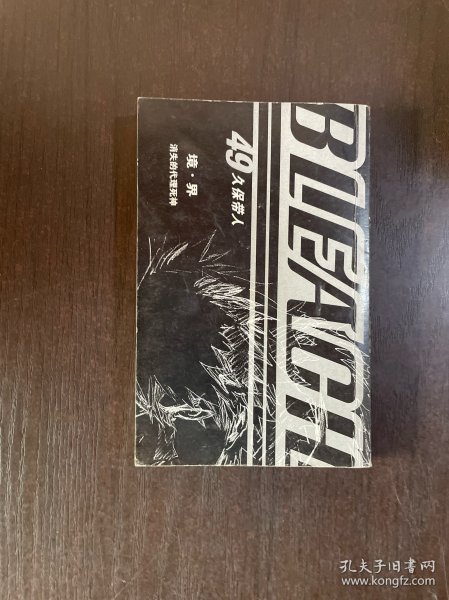 BLEACH
49 久保带人
境·界
消失的代理死神
孔夫子旧书网
www.kongfz.com